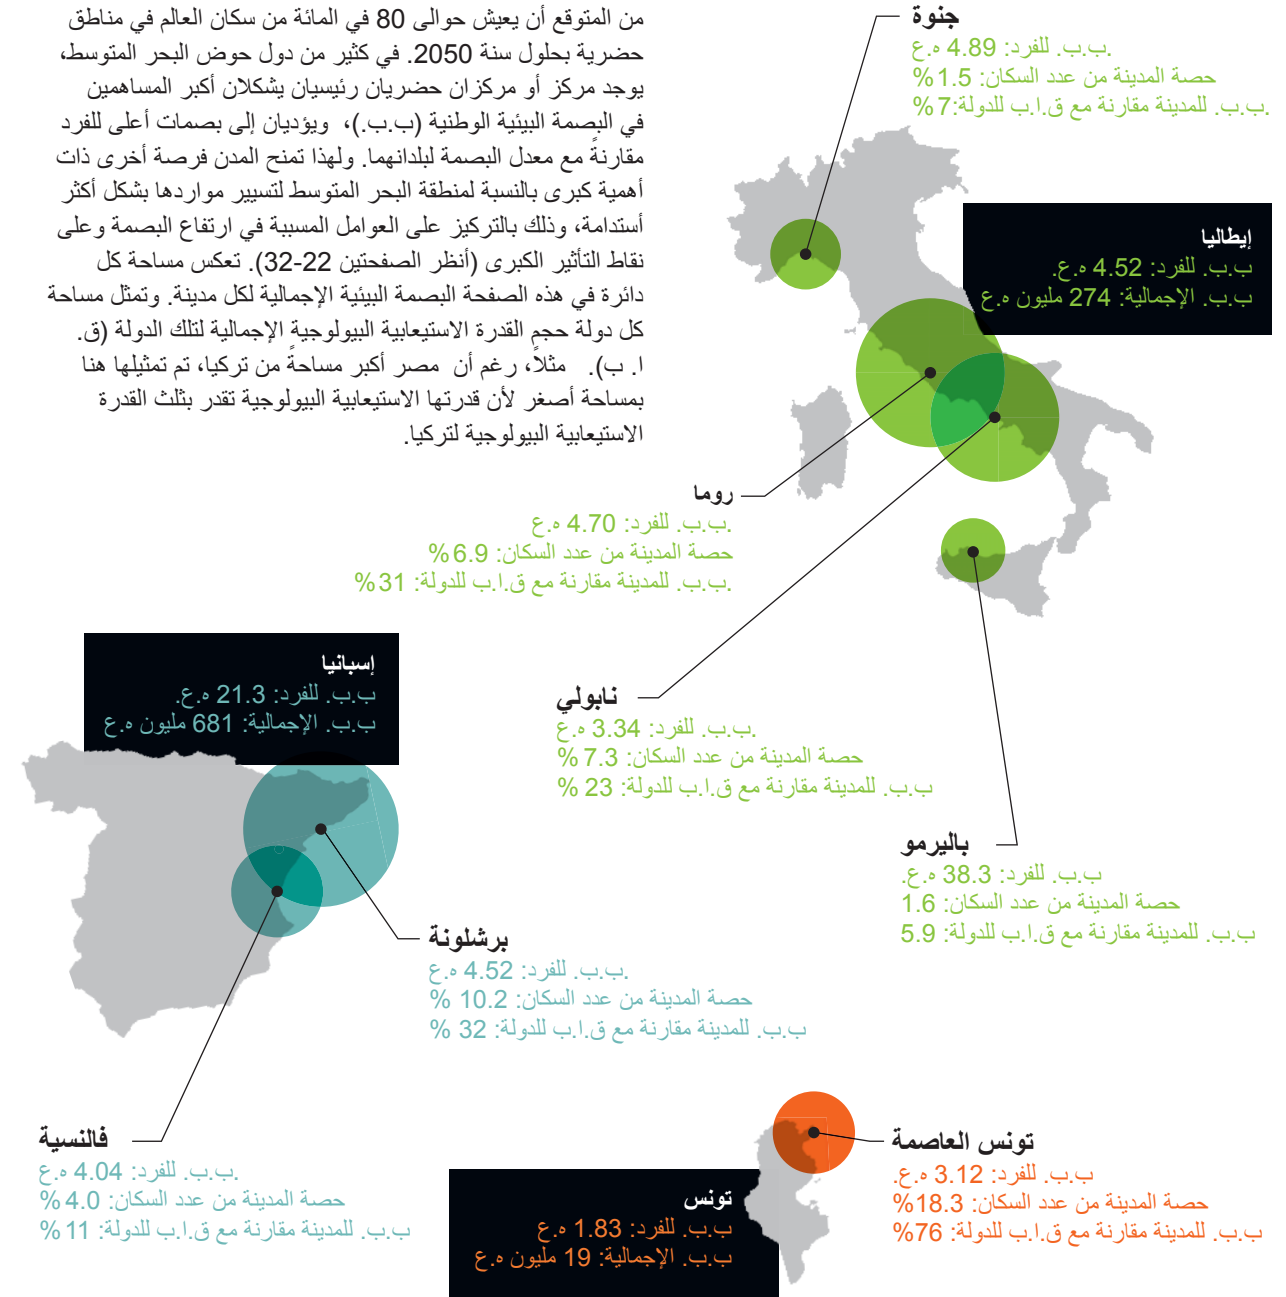 من المتوقع أن يعيش حوالى 80 في المائة من سكان العالم في مناطق
حضرية بحلول سنة 2050. في كثير من دول حوض البحر المتوسط،
يوجد مركز أو مركزان حضريان رئيسيان يشكلان أكبر المساهمين
في البصمة البيئية الوطنية (ب.ب.)، ويؤديان إلى بصمات أعلى للفرد
مقارنةً مع معدل البصمة لبلدانهما. ولهذا تمنح المدن فرصة أخرى ذات
أهمية كبرى بالنسبة لمنطقة البحر المتوسط لتسيير مواردها بشكل أكثر
أستدامة، وذلك بالتركيز على العوامل المسببة في ارتفاع البصمة وعلى
نقاط التأثير الكبرى (أنظر الصفحتين 22-32). تعكس مساحة كل
دائرة في هذه الصفحة البصمة البيئية الإجمالية لكل مدينة. وتمثل مساحة
كل دولة حجم القدرة الاستيعابية البيولوجية الإجمالية لتلك الدولة (ق.
ا. ب). مثلاً، رغم أن مصر أكبر مساحةً من تركيا، تم تمثيلها هنا
بمساحة أصغر لأن قدرتها الاستيعابية البيولوجية تقدر بثلث القدرة
الاستيعابية البيولوجية لتركيا.
جنوة
.ب.ب. للفرد: 4.89 ه.ع
حصة المدينة من عدد السكان: 1.5%
.ب.ب. للمدينة مقارنة مع ق.ا.ب للدولة:7%
إيطاليا
ب.ب. للفرد: 4.52 ه.ع.
ب.ب. الإجمالية: 274 مليون ه.ع
روما
.ب.ب. للفرد: 4.70 ه.ع
حصة المدينة من عدد السكان: 6.9%
.ب.ب. للمدينة مقارنة مع ق.ا.ب للدولة: 31%
نابولي
.ب.ب. للفرد: 3.34 ه.ع
حصة المدينة من عدد السكان: 7.3%
ب.ب. للمدينة مقارنة مع ق.ا.ب للدولة: 23 %
باليرمو
ب.ب. للفرد: 38.3 ه.ع.
حصة المدينة من عدد السكان: 1.6
ب.ب. للمدينة مقارنة مع ق.ا.ب للدولة: 5.9
إسبانيا
ب.ب. للفرد: 21.3 ه.ع.
ب.ب. الإجمالية: 681 مليون ه.ع
برشلونة
.ب.ب. للفرد: 4.52 ه.ع
حصة المدينة من عدد السكان: 10.2 %
ب.ب. للمدينة مقارنة مع ق.ا.ب للدولة: 32 %
فالنسية
.ب.ب. للفرد: 4.04 ه.ع
حصة المدينة من عدد السكان: 4.0%
ب.ب. للمدينة مقارنة مع ق.ا.ب للدولة: 11%
تونس العاصمة
ب.ب. للفرد: 3.12 ه.ع.
حصة المدينة من عدد السكان: 18.3%
ب.ب. للمدينة مقارنة مع ق.ا.ب للدولة: 76%
تونس
ب.ب. للفرد: 1.83 ه.ع
ب.ب. الإجمالية: 19 مليون ه.ع